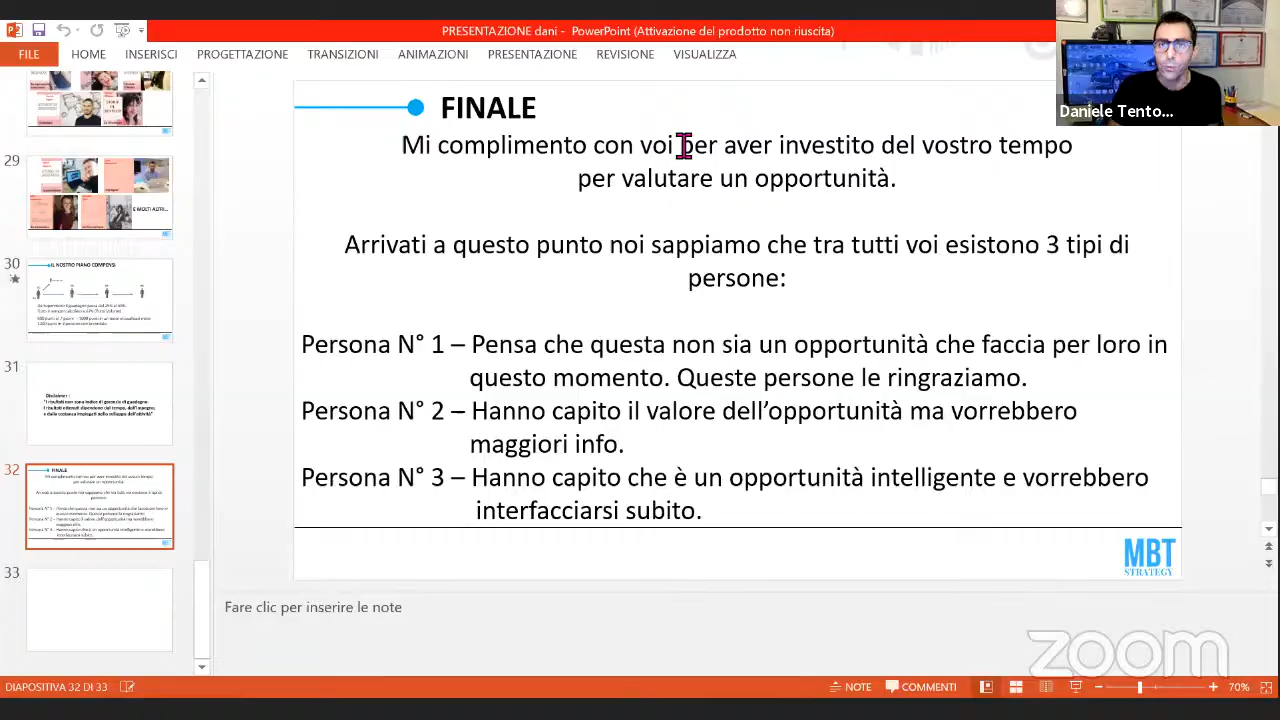 PRESENTAZIONE dani - PowerPoint (Attivazione del prodotto non riuscita)
FILE HOME INSERISCI PROGETTAZIONE TRANSIZIONI ANIMAZIONI PRESENTAZIONE REVISIONE VISUALIZZA
Daniele Tento...
29
E MOLTI ALTRI...
30
IL NOSTRO PIANO COMPENSI
31
Disclaimer :
32
33
FINALE
Mi complimento con voi per aver investito del vostro tempo
per valutare un opportunità.
Arrivati a questo punto noi sappiamo che tra tutti voi esistono 3 tipi di
persone:
Persona N° 1 – Pensa che questa non sia un opportunità che faccia per loro in
questo momento. Queste persone le ringraziamo.
Persona N° 2 – Hanno capito il valore dell’opportunità ma vorrebbero
maggiori info.
Persona N° 3 – Hanno capito che è un opportunità intelligente e vorrebbero
interfacciarsi subito.
MBT
STRATEGY
Fare clic per inserire le note
zoom
DIAPOSITIVA 32 DI 33 NOTE COMMENTI 70%